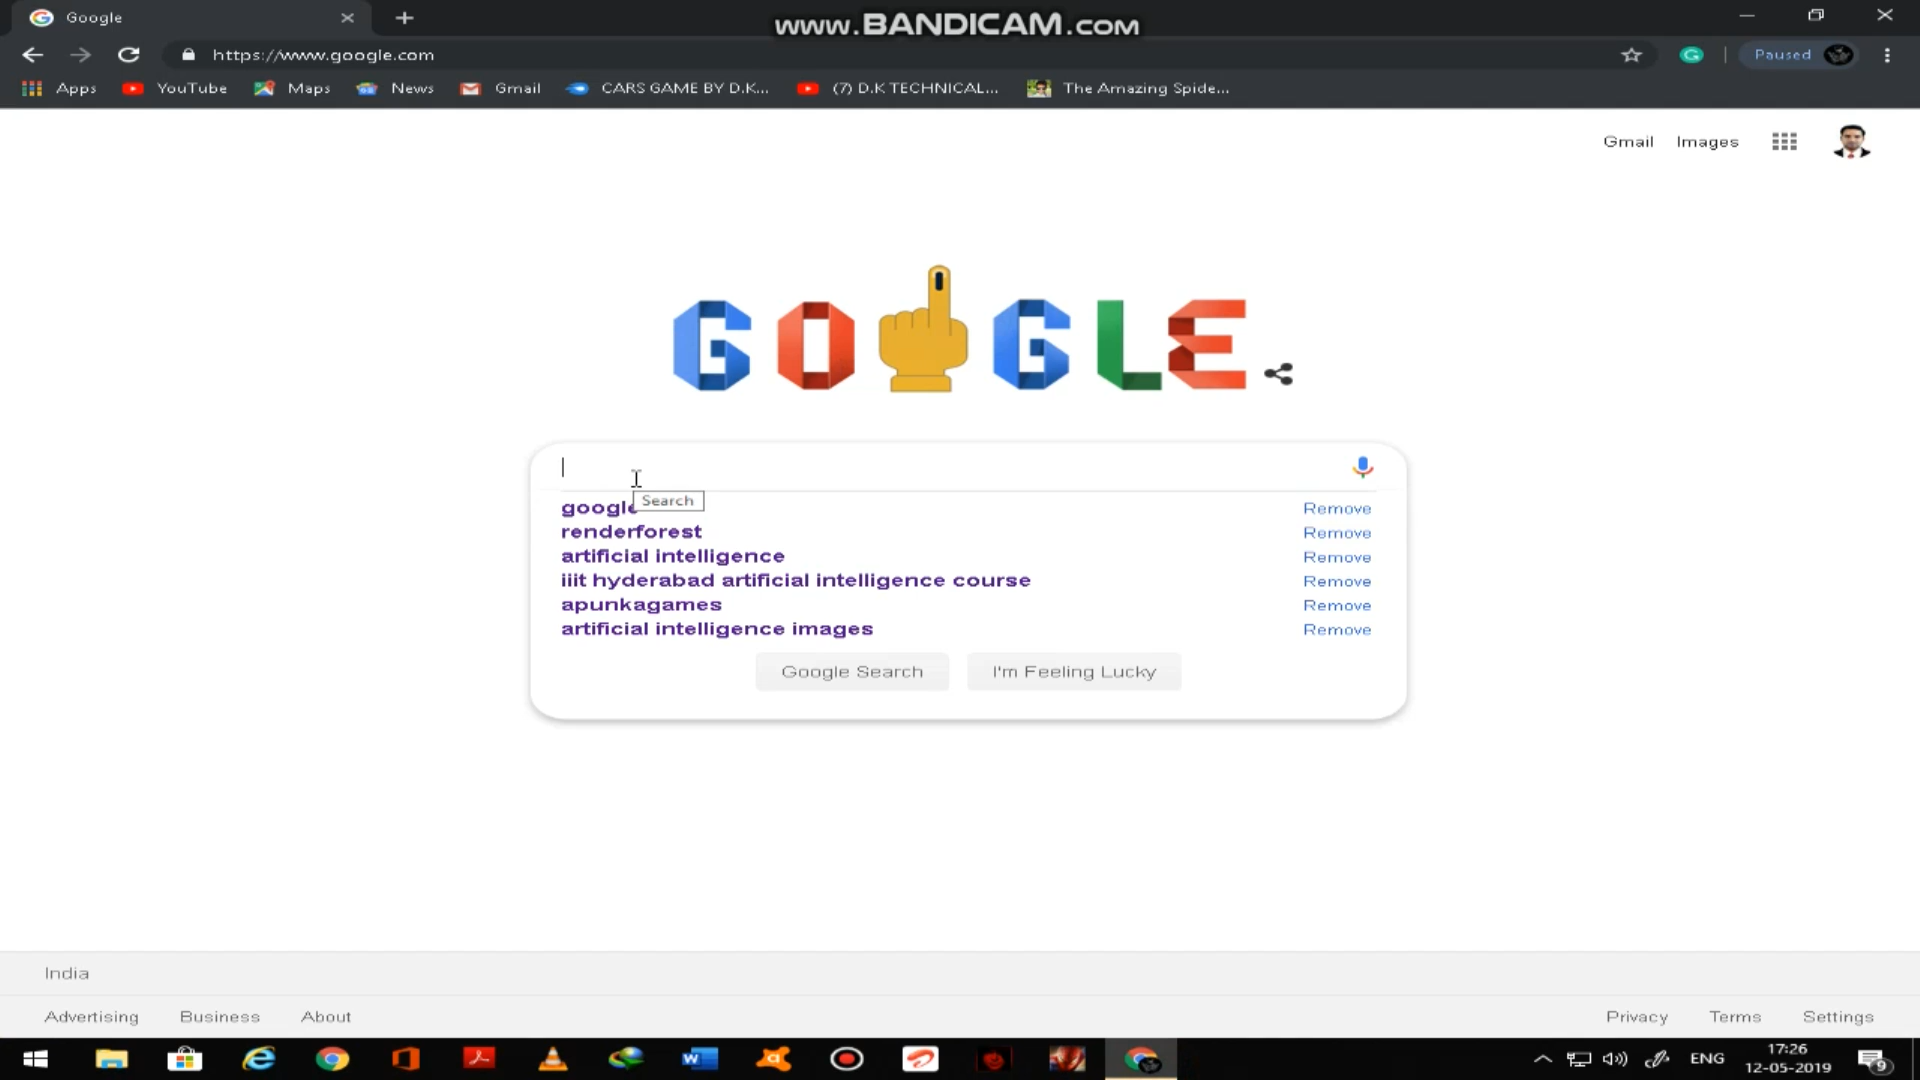 Google
www.BANDICAM.com
https://www.google.com
Paused
Apps
YouTube
Maps
News
Gmail
CARS GAME BY D.K...
(7) D.K TECHNICAL...
The Amazing Spide...
Gmail
Images
GOGLE
Search
google
Remove
renderforest
Remove
artificial intelligence
Remove
iiit hyderabad artificial intelligence course
Remove
apunkagames
Remove
artificial intelligence images
Remove
Google Search
I'm Feeling Lucky
India
Advertising
Business
About
Privacy
Terms
Settings
ENG
17:26
12-05-2019
9